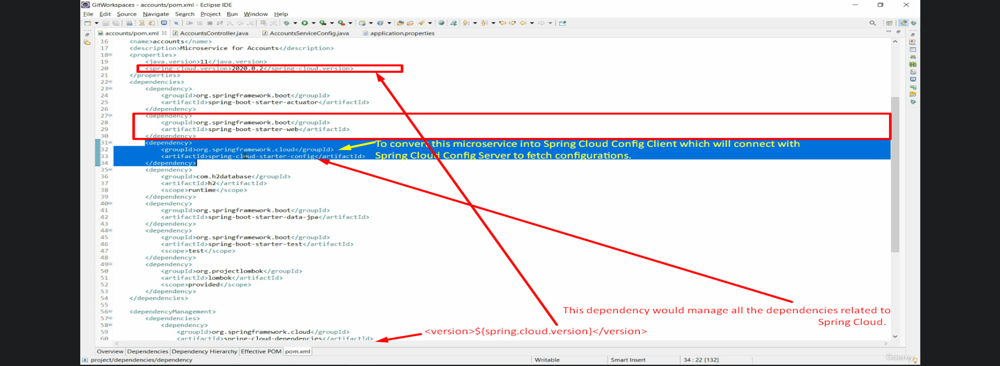 GitWorkspaces - accounts/pom.xml - Eclipse IDE
File Edit Source Navigate Search Project Run Window Help
accounts/pom.xml AccountsController.java AccountsServiceConfig.java application.properties
16 <name>accounts</name>
17 <description>Microservice for Accounts</description>
18 <properties>
19 <java.version>11</java.version>
20 <spring-cloud.version>2020.0.2</spring-cloud.version>
21 </properties>
22 <dependencies>
23 <dependency>
24 <groupId>org.springframework.boot</groupId>
25 <artifactId>spring-boot-starter-actuator</artifactId>
26 </dependency>
27 <dependency>
28 <groupId>org.springframework.boot</groupId>
29 <artifactId>spring-boot-starter-web</artifactId>
30 </dependency>
31 <dependency>
32 <groupId>org.springframework.cloud</groupId>
33 <artifactId>spring-cloud-starter-config</artifactId>
34 </dependency>
To convert this microservice into Spring Cloud Config Client which will connect with
Spring Cloud Config Server to fetch configurations.
35 <dependency>
36 <groupId>com.h2database</groupId>
37 <artifactId>h2</artifactId>
38 <scope>runtime</scope>
39 </dependency>
40 <dependency>
41 <groupId>org.springframework.boot</groupId>
42 <artifactId>spring-boot-starter-data-jpa</artifactId>
43 </dependency>
44 <dependency>
45 <groupId>org.springframework.boot</groupId>
46 <artifactId>spring-boot-starter-test</artifactId>
47 <scope>test</scope>
48 </dependency>
49 <dependency>
50 <groupId>org.projectlombok</groupId>
51 <artifactId>lombok</artifactId>
52 <scope>provided</scope>
53 </dependency>
54 </dependencies>
55
56 <dependencyManagement>
57 <dependencies>
58 <dependency>
59 <groupId>org.springframework.cloud</groupId>
60 <artifactId>spring-cloud-dependencies</artifactId>
This dependency would manage all the dependencies related to
Spring Cloud.
<version>${spring.cloud.version}</version>
Overview Dependencies Dependency Hierarchy Effective POM pom.xml
project/dependencies/dependency Writable Smart Insert 34 : 22 [132]
Udemy